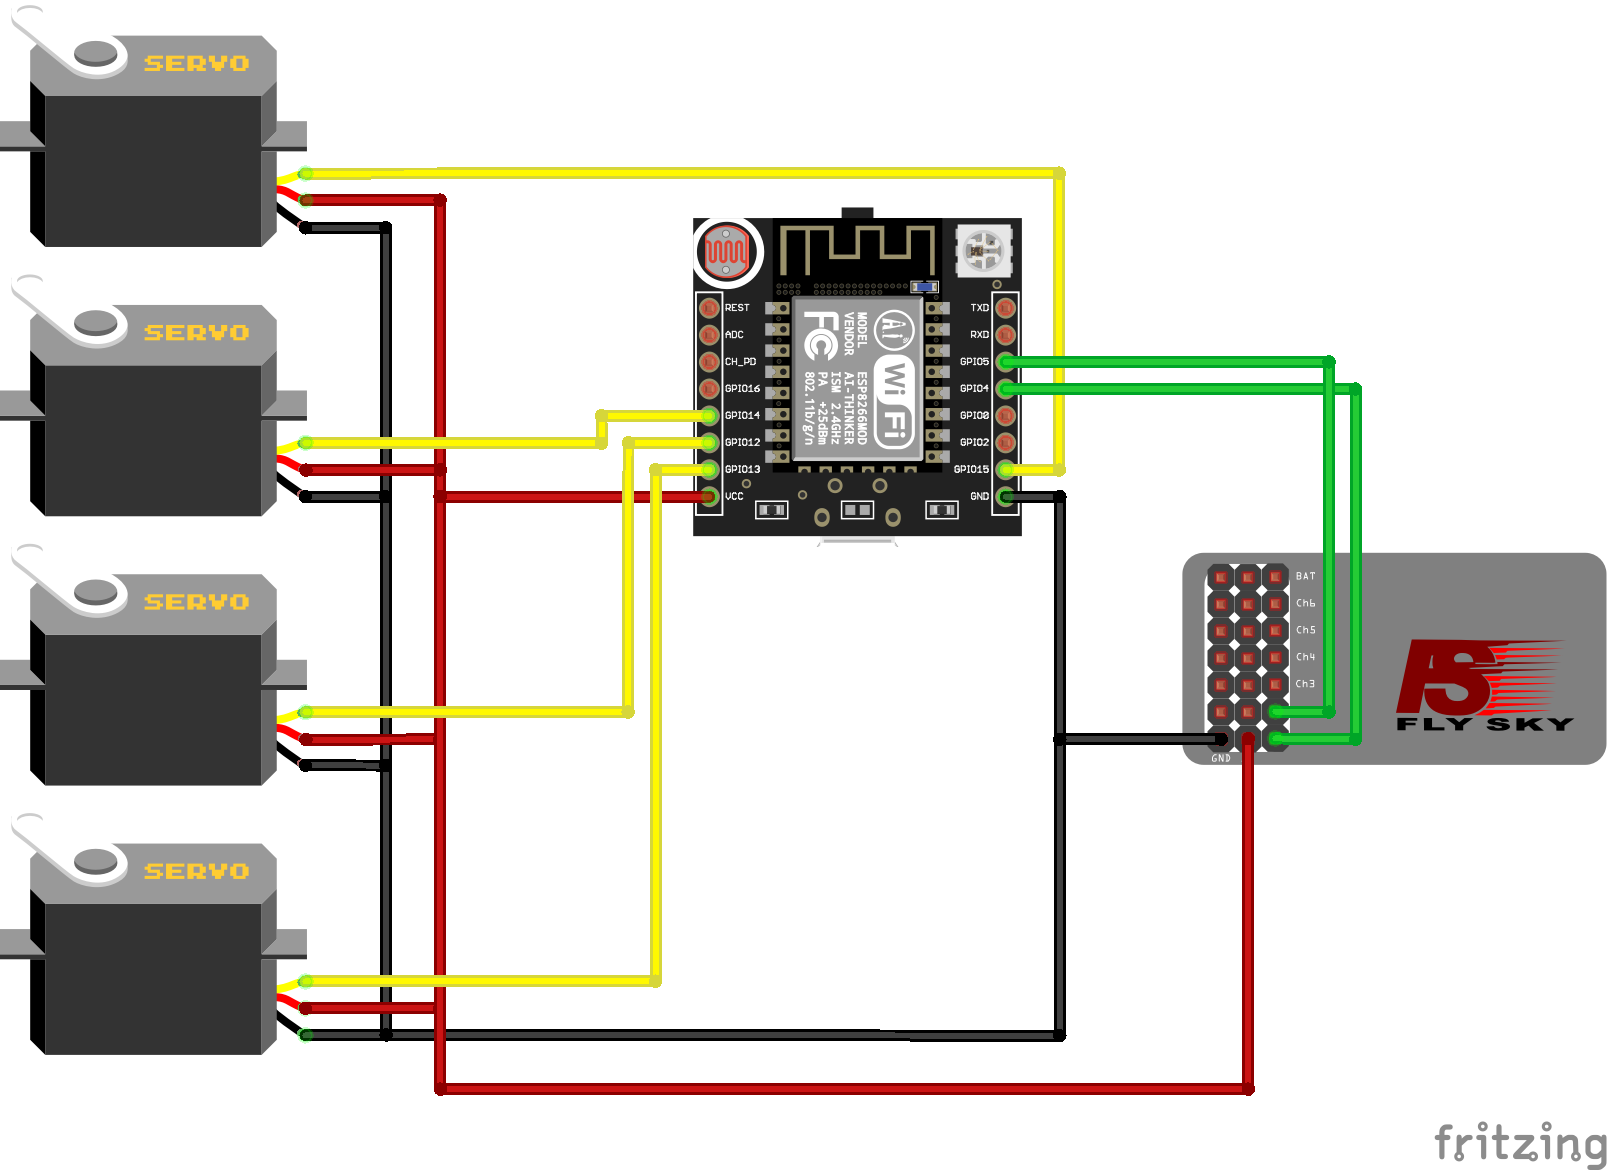 SERVO
SERVO
SERVO
SERVO
REST
ADC
CH_PD
GPIO16
GPIO14
GPIO12
GPIO13
VCC
TXD
RXD
GPIO5
GPIO4
GPIO0
GPIO2
GPIO15
GND
FC
Ai
WiFi
MODEL ESP8266MOD
VENDOR AI-THINKER
ISM 2.4GHz
PA +25dBm
802.11b/g/n
BAT
Ch6
Ch5
Ch4
Ch3
GND
FS
FLY SKY
fritzing